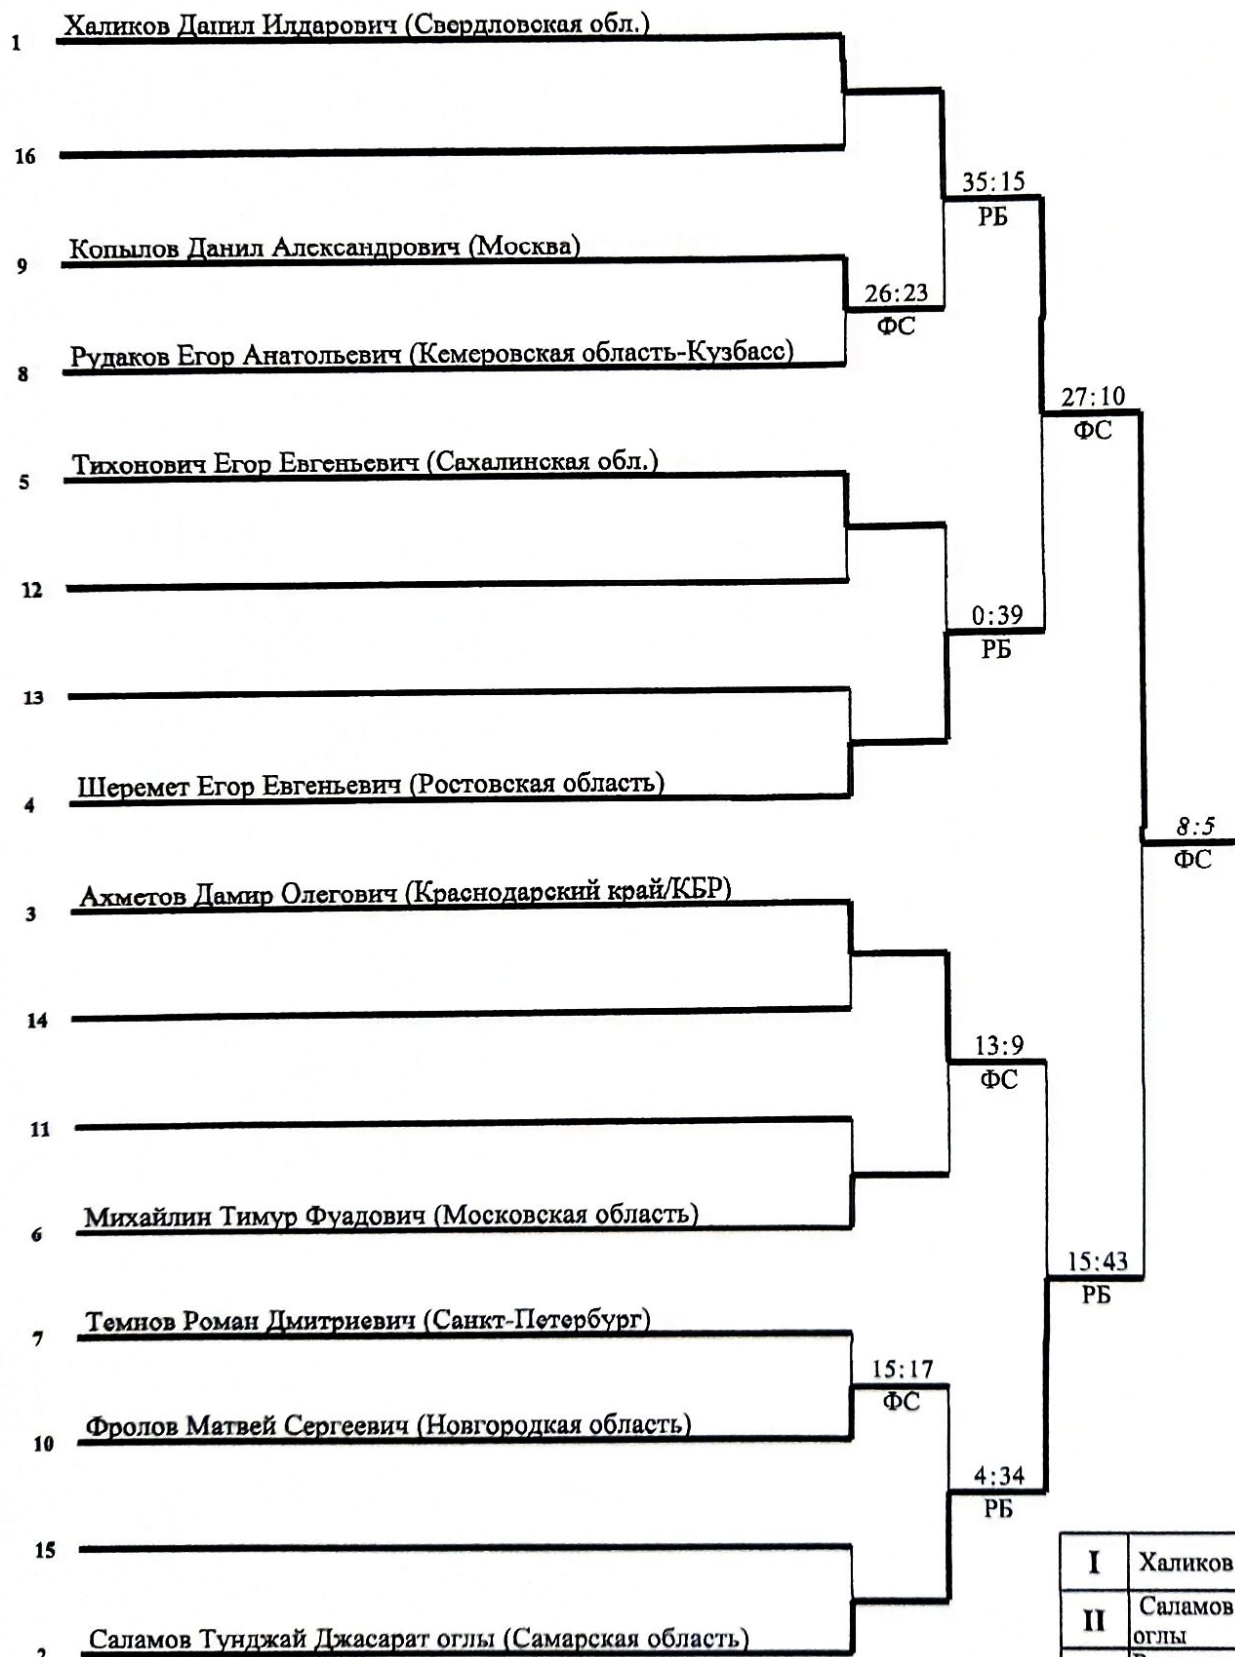 Халиков Данил Илдарович (Свердловская обл.)
1
16
35:15
РБ
Копылов Данил Александрович (Москва)
9
26:23
ФС
Рудаков Егор Анатольевич (Кемеровская область-Кузбасс)
8
27:10
ФС
Тихонович Егор Евгеньевич (Сахалинская обл.)
5
12
0:39
РБ
13
Шеремет Егор Евгеньевич (Ростовская область)
4
8:5
ФС
Ахметов Дамир Олегович (Краснодарский край/КБР)
3
14
13:9
ФС
11
Михайлин Тимур Фуадович (Московская область)
6
15:43
РБ
Темнов Роман Дмитриевич (Санкт-Петербург)
7
15:17
ФС
Фролов Матвей Сергеевич (Новгородкая область)
10
4:34
РБ
15
I Халиков
II Саламов
оглы
Саламов Тунджай Джасарат оглы (Самарская область)
2